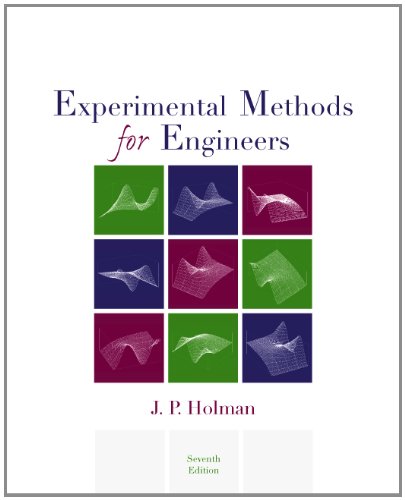 Experimental Methods
for Engineers
J. P. Holman
Seventh
Edition